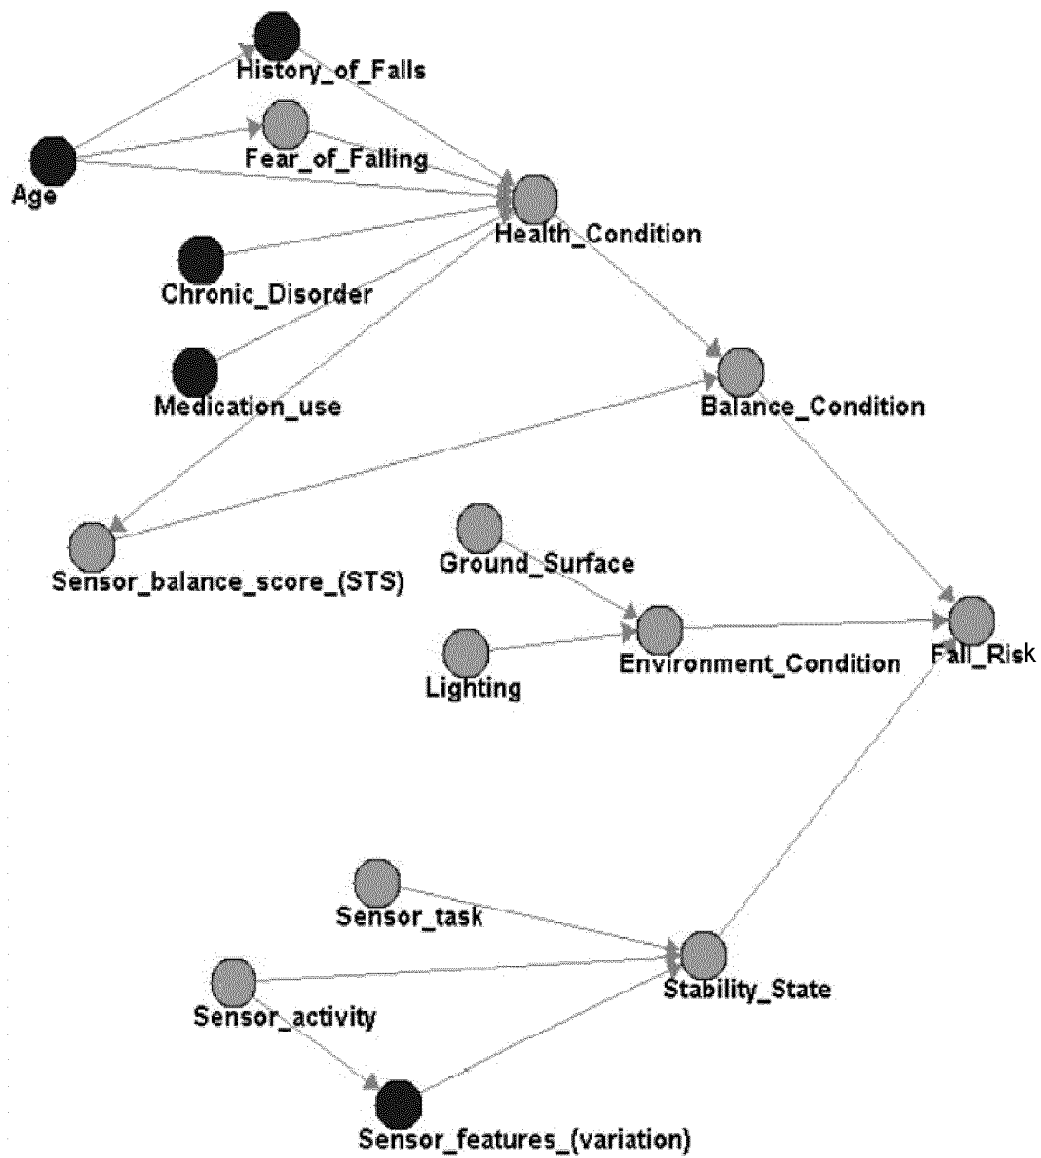 History_of_Falls
Fear_of_Falling
Age
Health_Condition
Chronic_Disorder
Medication_use
Balance_Condition
Sensor_balance_score_(STS)
Ground_Surface
Environment_Condition
Fall_Risk
Lighting
Sensor_task
Stability_State
Sensor_activity
Sensor_features_(variation)